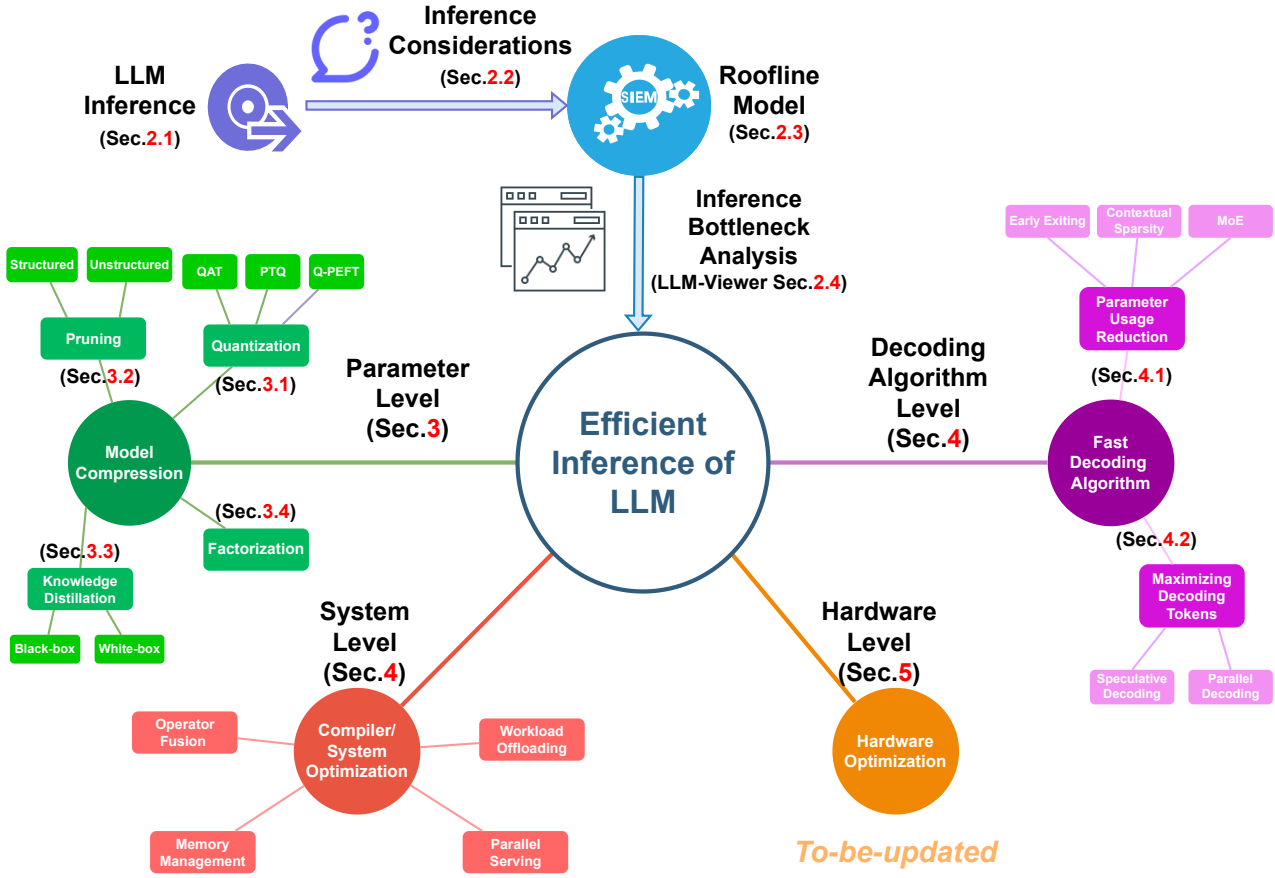 LLM
Inference
(Sec.2.1)
Inference
Considerations
(Sec.2.2)
SIEM
Roofline
Model
(Sec.2.3)
Inference
Bottleneck
Analysis
(LLM-Viewer Sec.2.4)
Efficient
Inference of
LLM
Parameter
Level
(Sec.3)
Model
Compression
Structured
Unstructured
Pruning
(Sec.3.2)
QAT
PTQ
Q-PEFT
Quantization
(Sec.3.1)
(Sec.3.4)
Factorization
(Sec.3.3)
Knowledge
Distillation
Black-box
White-box
Decoding
Algorithm
Level
(Sec.4)
Fast
Decoding
Algorithm
Early Exiting
Contextual
Sparsity
MoE
Parameter
Usage
Reduction
(Sec.4.1)
(Sec.4.2)
Maximizing
Decoding
Tokens
Speculative
Decoding
Parallel
Decoding
System
Level
(Sec.4)
Compiler/
System
Optimization
Operator
Fusion
Workload
Offloading
Memory
Management
Parallel
Serving
Hardware
Level
(Sec.5)
Hardware
Optimization
To-be-updated